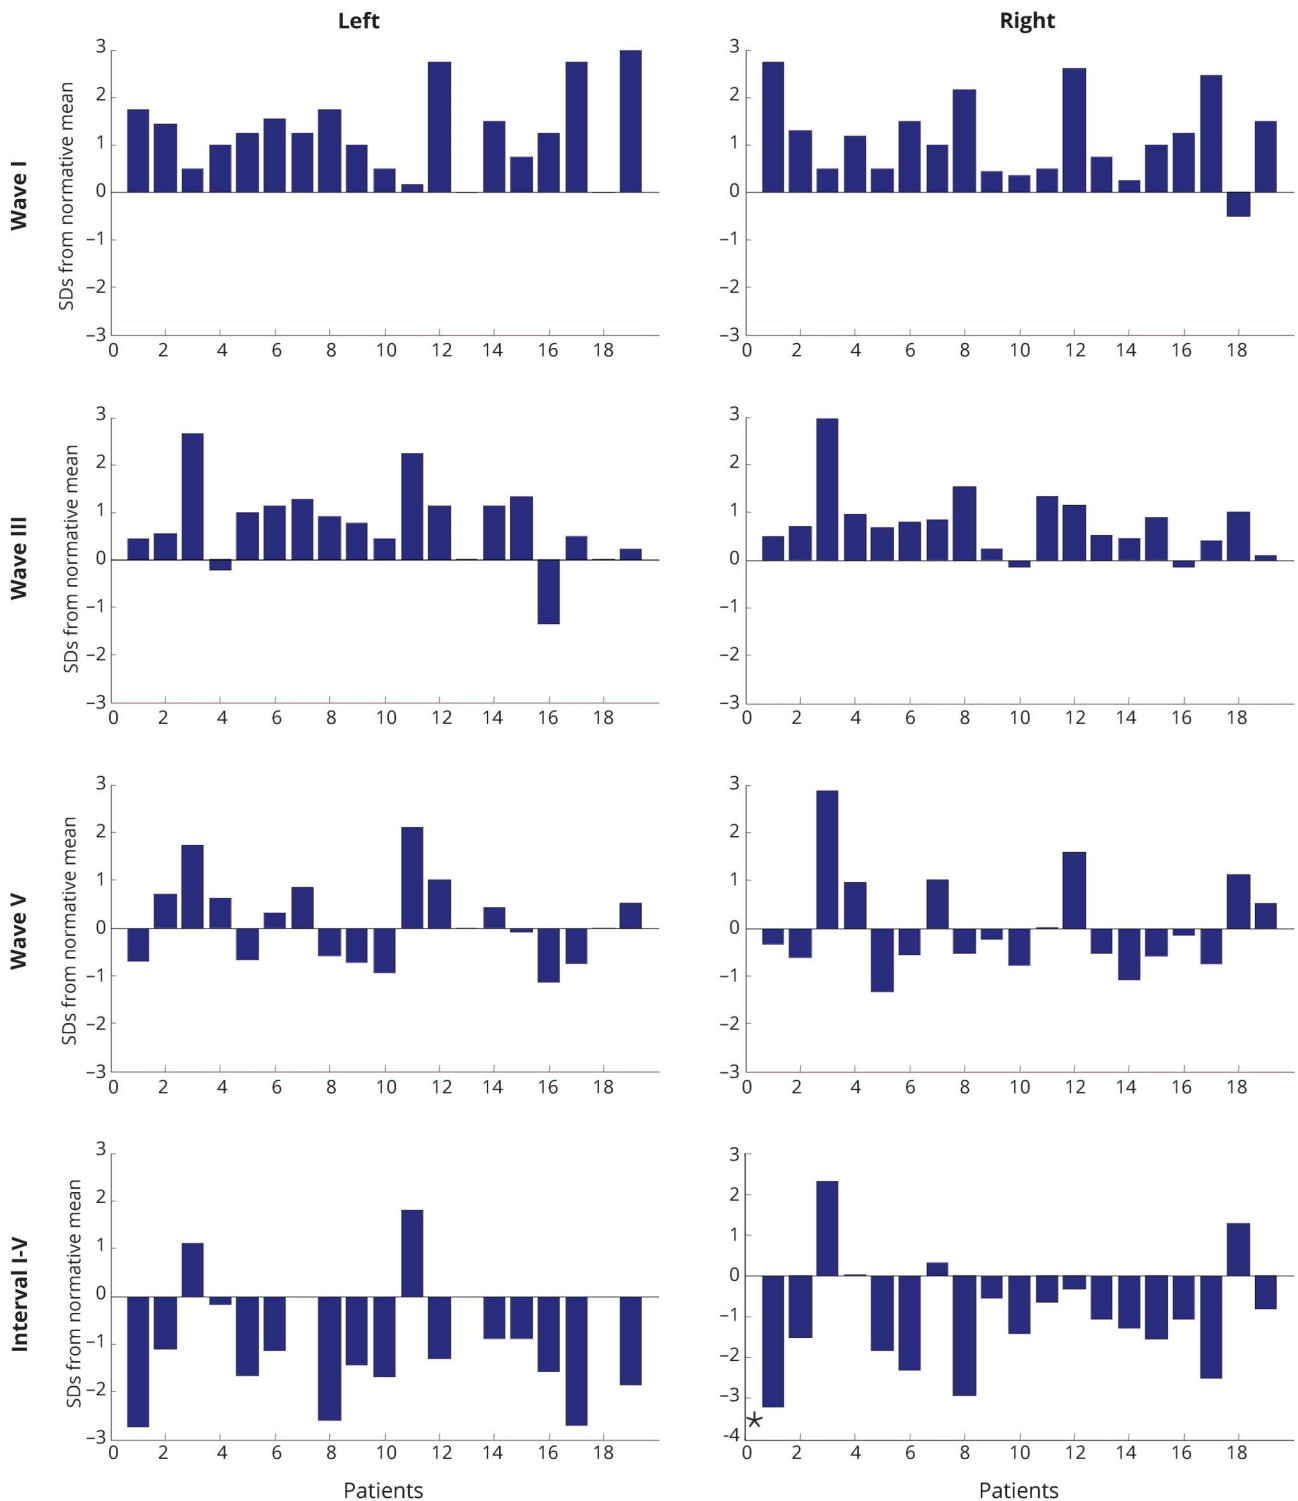 Left
Right
Wave I
SDs from normative mean
3
2
1
0
–1
–2
–3
0 2 4 6 8 10 12 14 16 18
3
2
1
0
–1
–2
–3
0 2 4 6 8 10 12 14 16 18
Wave III
SDs from normative mean
3
2
1
0
–1
–2
–3
0 2 4 6 8 10 12 14 16 18
3
2
1
0
–1
–2
–3
0 2 4 6 8 10 12 14 16 18
Wave V
SDs from normative mean
3
2
1
0
–1
–2
–3
0 2 4 6 8 10 12 14 16 18
3
2
1
0
–1
–2
–3
0 2 4 6 8 10 12 14 16 18
Interval I-V
SDs from normative mean
3
2
1
0
–1
–2
–3
0 2 4 6 8 10 12 14 16 18
Patients
3
2
1
0
–1
–2
–3
*
-4
0 2 4 6 8 10 12 14 16 18
Patients